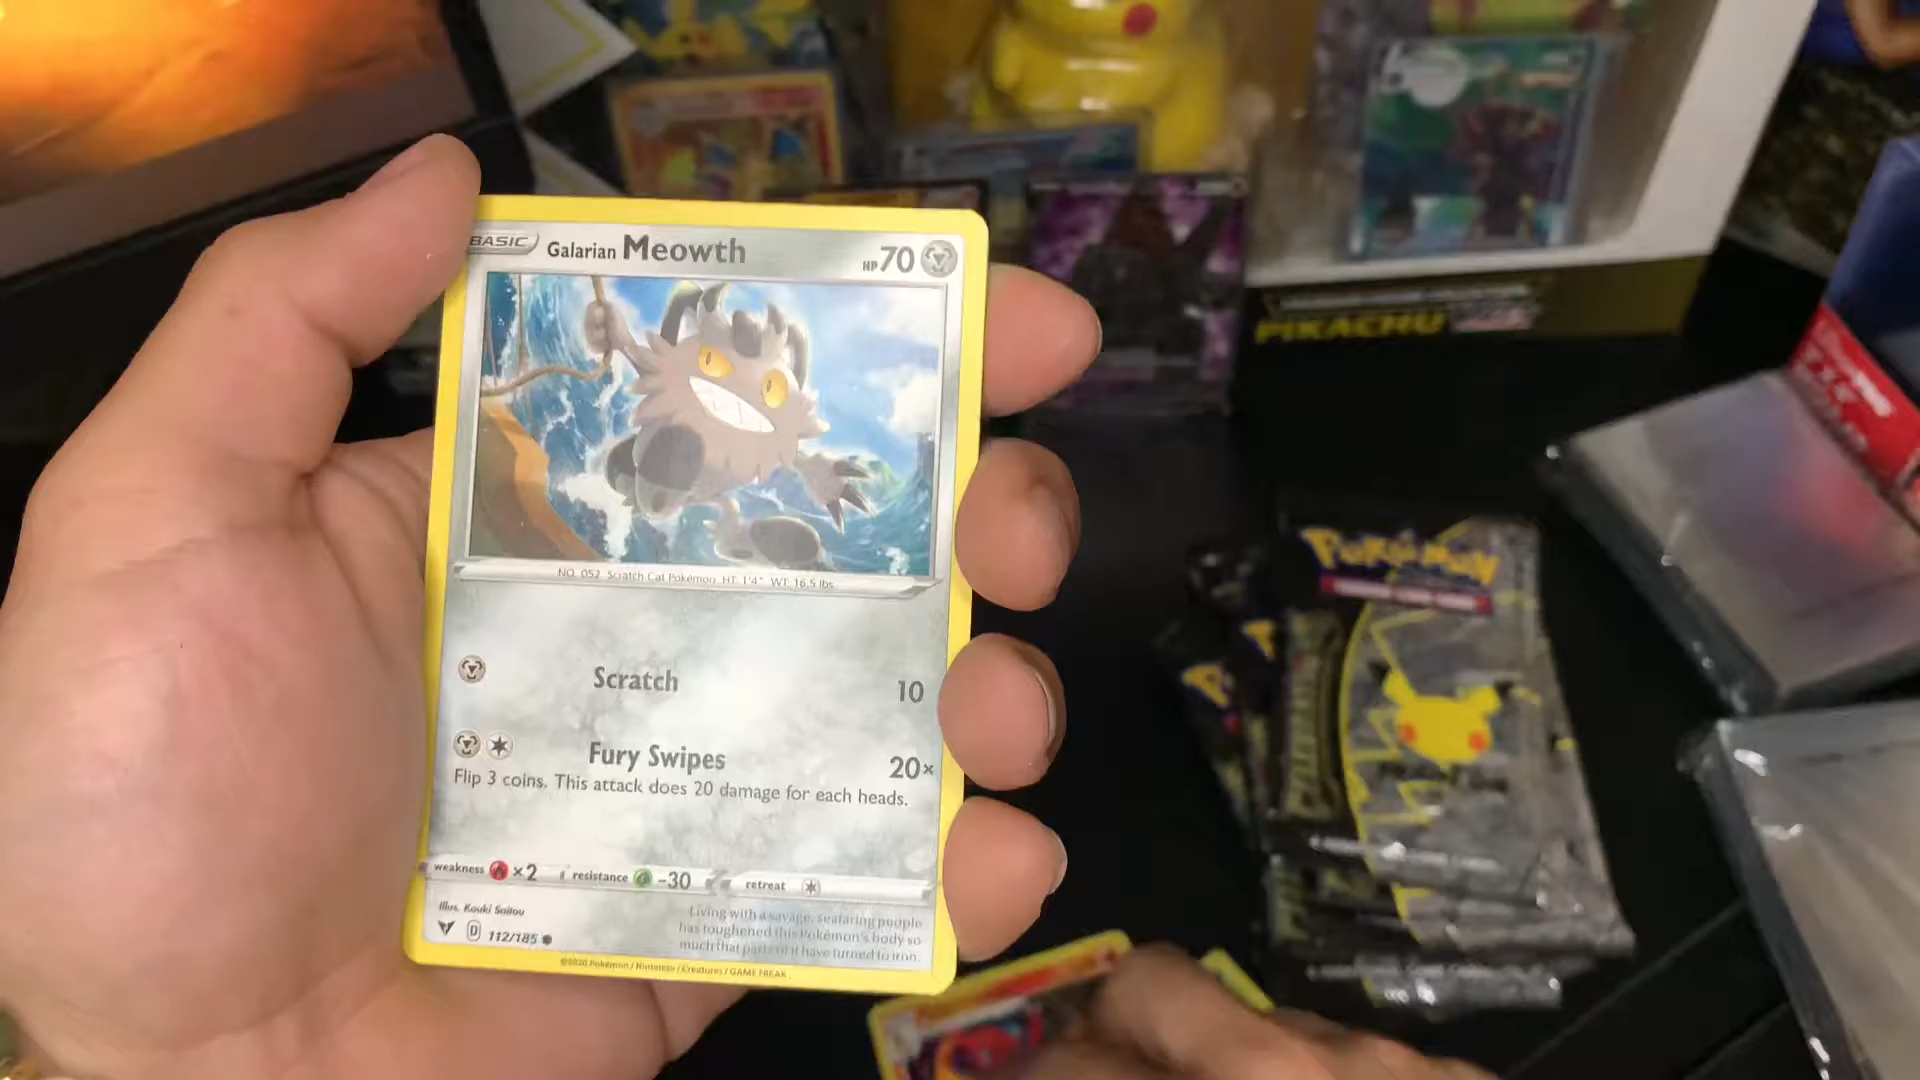 BASIC Galarian Meowth HP 70
NO. 052 Scratch Cat Pokémon HT: 1'4" WT: 16.5 lbs
Scratch 10
Fury Swipes 20×
Flip 3 coins. This attack does 20 damage for each heads.
weakness ×2 resistance -30 retreat
Illus. Kouki Saitou
D 112/185
Living with a savage, seafaring people
has toughened this Pokémon's body so
much that parts of it have turned to iron.
©2020 Pokémon / Nintendo / Creatures / GAME FREAK
PIKACHU
Pokémon